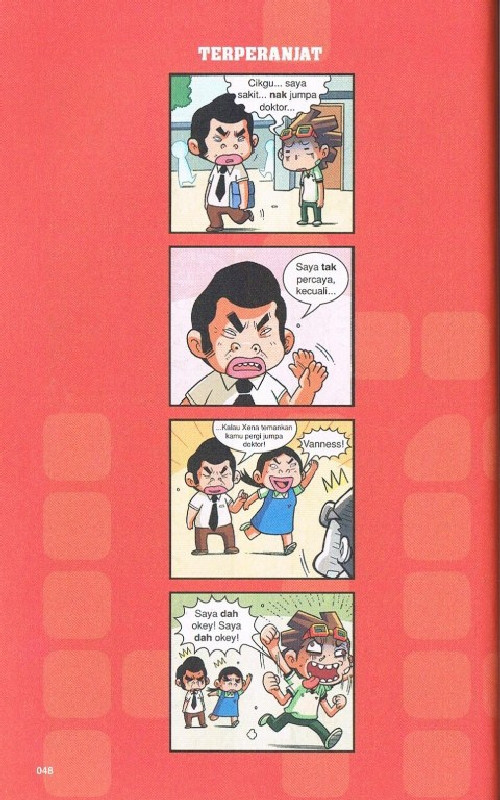 TERPERANJAT
Cikgu... saya
sakit... nak jumpa
doktor...
Saya tak
percaya,
kecuali...
...Kalau Xena temankan
kamu pergi jumpa
doktor!
Vanness!
Saya dah
okey! Saya
dah okey!
048